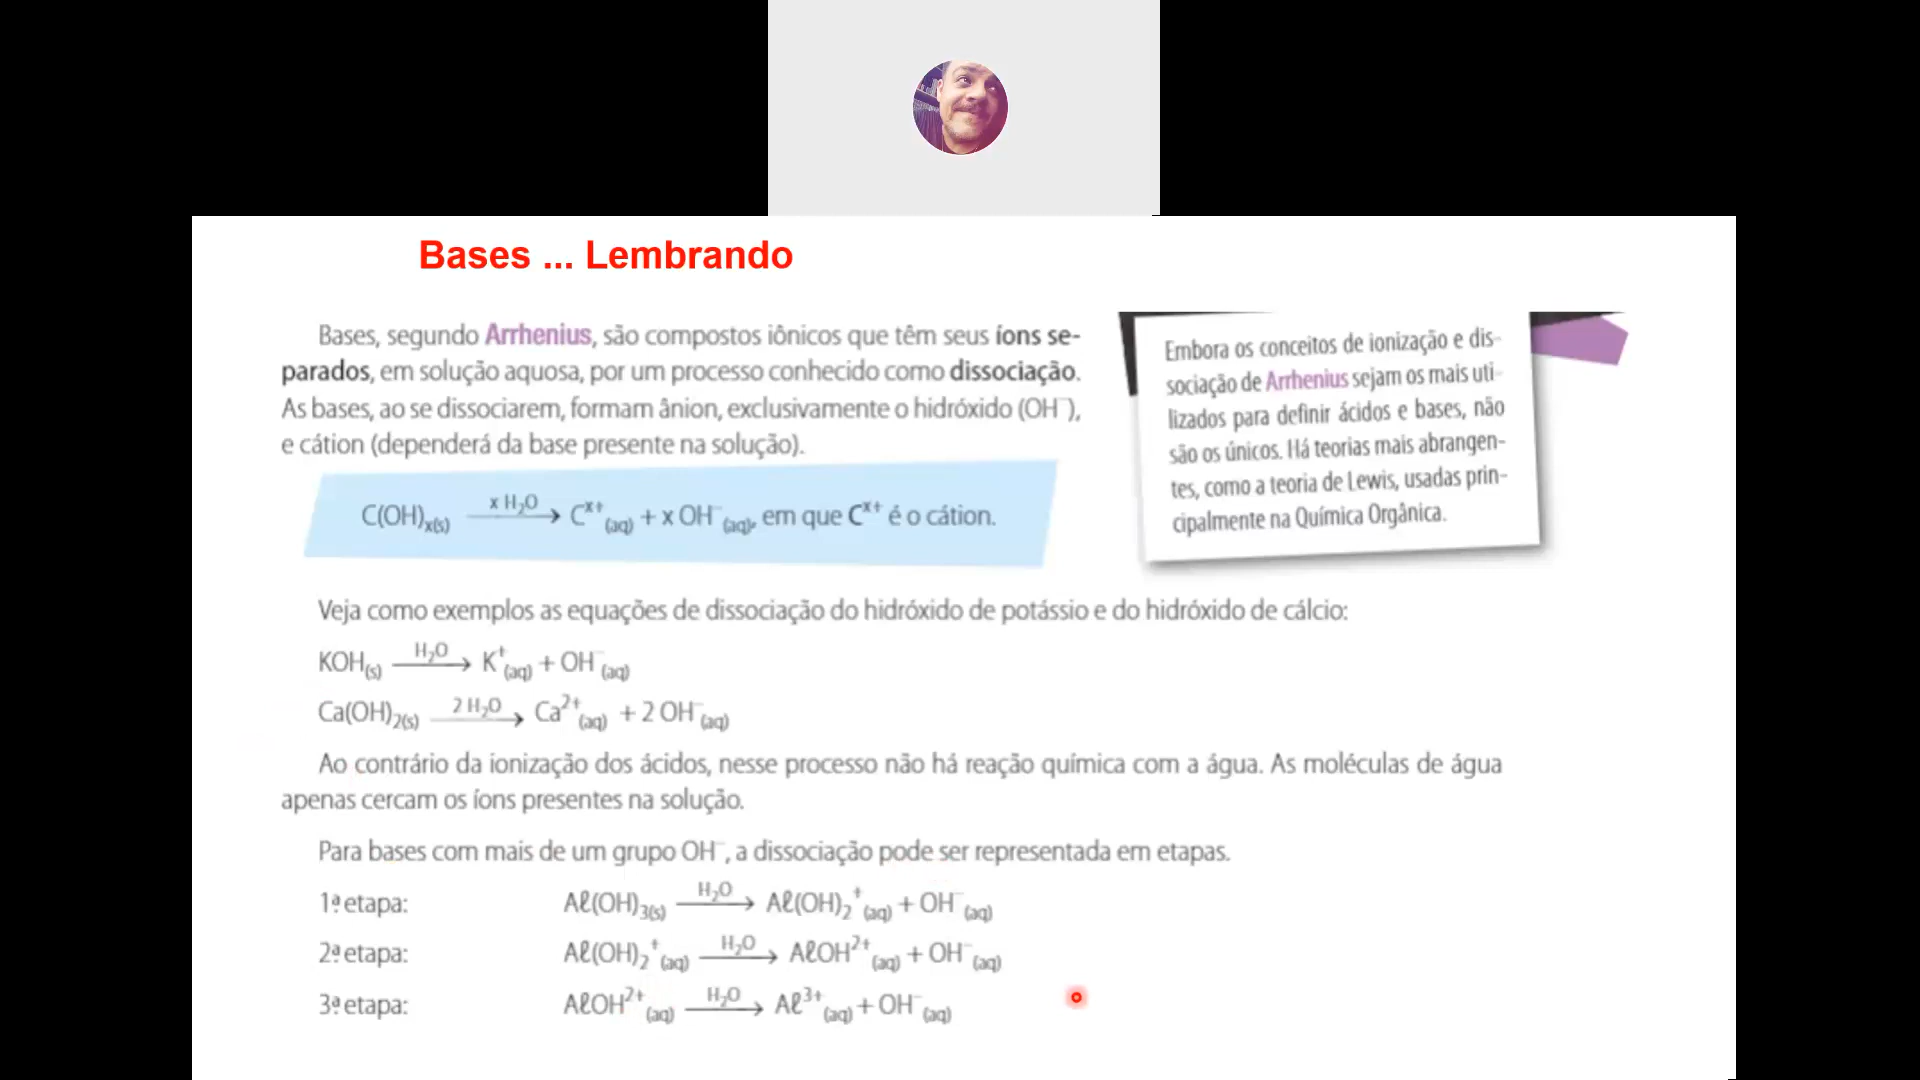 Bases ... Lembrando
Bases, segundo Arrhenius, são compostos iônicos que têm seus íons se-
parados, em solução aquosa, por um processo conhecido como dissociação.
As bases, ao se dissociarem, formam ânion, exclusivamente o hidróxido (OH⁻),
e cátion (dependerá da base presente na solução).
C(OH)ₓ₍ₛ₎ —x H₂O→ Cˣ⁺(aq) + x OH⁻(aq), em que Cˣ⁺ é o cátion.
Embora os conceitos de ionização e dis-
sociação de Arrhenius sejam os mais uti-
lizados para definir ácidos e bases, não
são os únicos. Há teorias mais abrangen-
tes, como a teoria de Lewis, usadas prin-
cipalmente na Química Orgânica.
Veja como exemplos as equações de dissociação do hidróxido de potássio e do hidróxido de cálcio:
KOH(s) —H₂O→ K⁺(aq) + OH⁻(aq)
Ca(OH)₂(s) —2 H₂O→ Ca²⁺(aq) + 2 OH⁻(aq)
Ao contrário da ionização dos ácidos, nesse processo não há reação química com a água. As moléculas de água
apenas cercam os íons presentes na solução.
Para bases com mais de um grupo OH⁻, a dissociação pode ser representada em etapas.
1ª etapa: Aℓ(OH)₃(s) —H₂O→ Aℓ(OH)₂⁺(aq) + OH⁻(aq)
2ª etapa: Aℓ(OH)₂⁺(aq) —H₂O→ AℓOH²⁺(aq) + OH⁻(aq)
3ª etapa: AℓOH²⁺(aq) —H₂O→ Aℓ³⁺(aq) + OH⁻(aq)